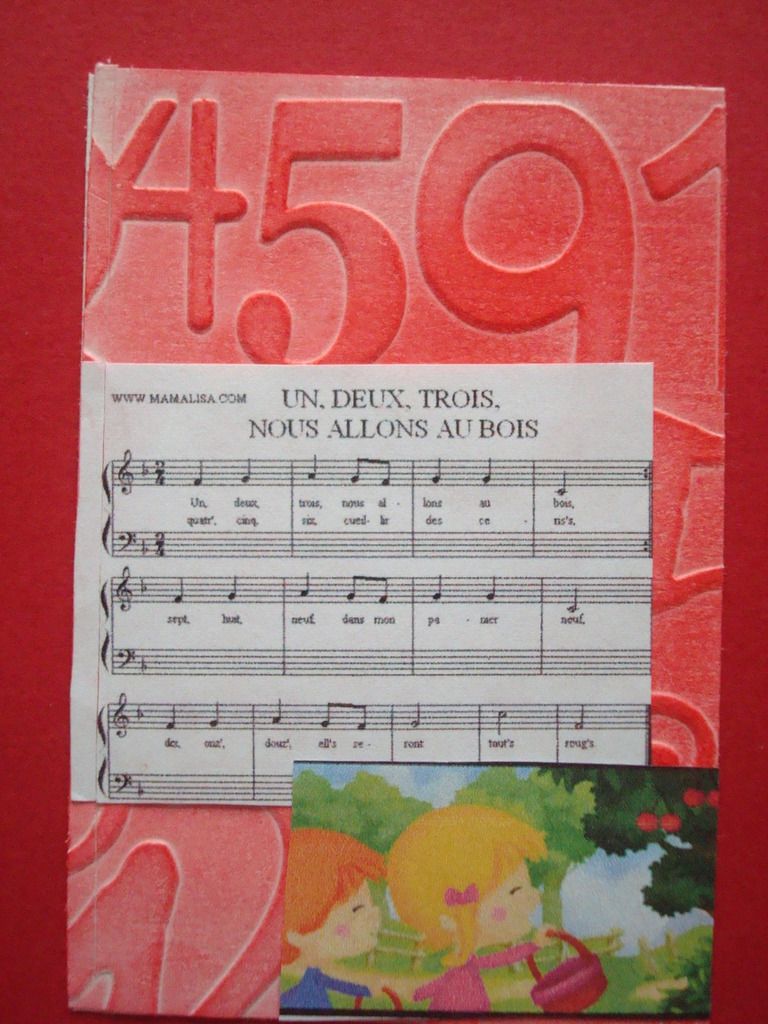 459
WWW MAMALISA.COM
UN, DEUX, TROIS,
NOUS ALLONS AU BOIS
Un, deux, trois, nous al - lons au bois,
quatr', cinq, six, cueil- lir des ce - ris's,
sept, huit, neuf, dans mon pa - nier neuf,
dix, onz', douz', ell's se - ront tout's roug's
2